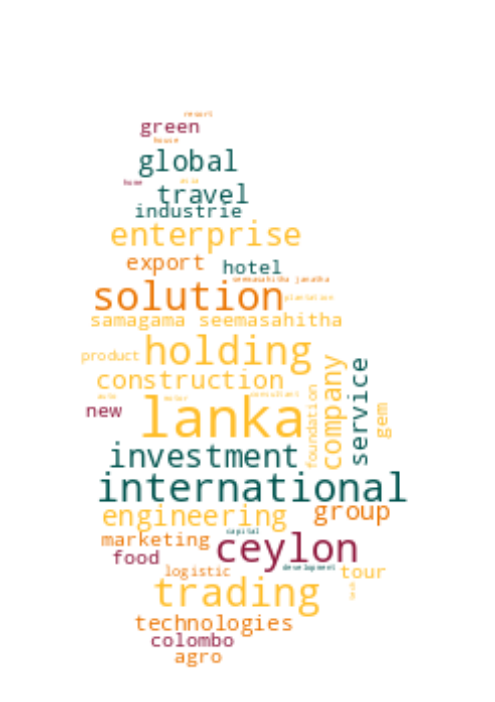 resort
green
house
global
home asia
travel
industrie
enterprise
export hotel
seemasahitha janatha
solution plantation
samagama seemasahitha
holding
product
construction
auto motor consultant
new lanka foundation company service gem
investment
international
engineering group
capital
marketing ceylon
food development
logistic tour
trading
technologies
colombo
agro